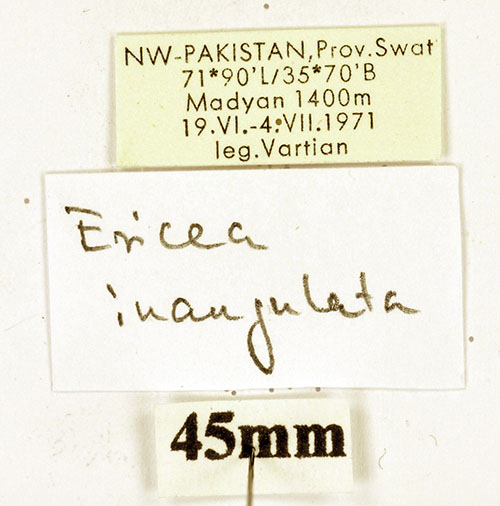 NW-PAKISTAN, Prov. Swat
71*90'L/35*70'B
Madyan 1400m
19.VI.-4.VII.1971
leg. Vartian
Ericea
inangulata
45mm